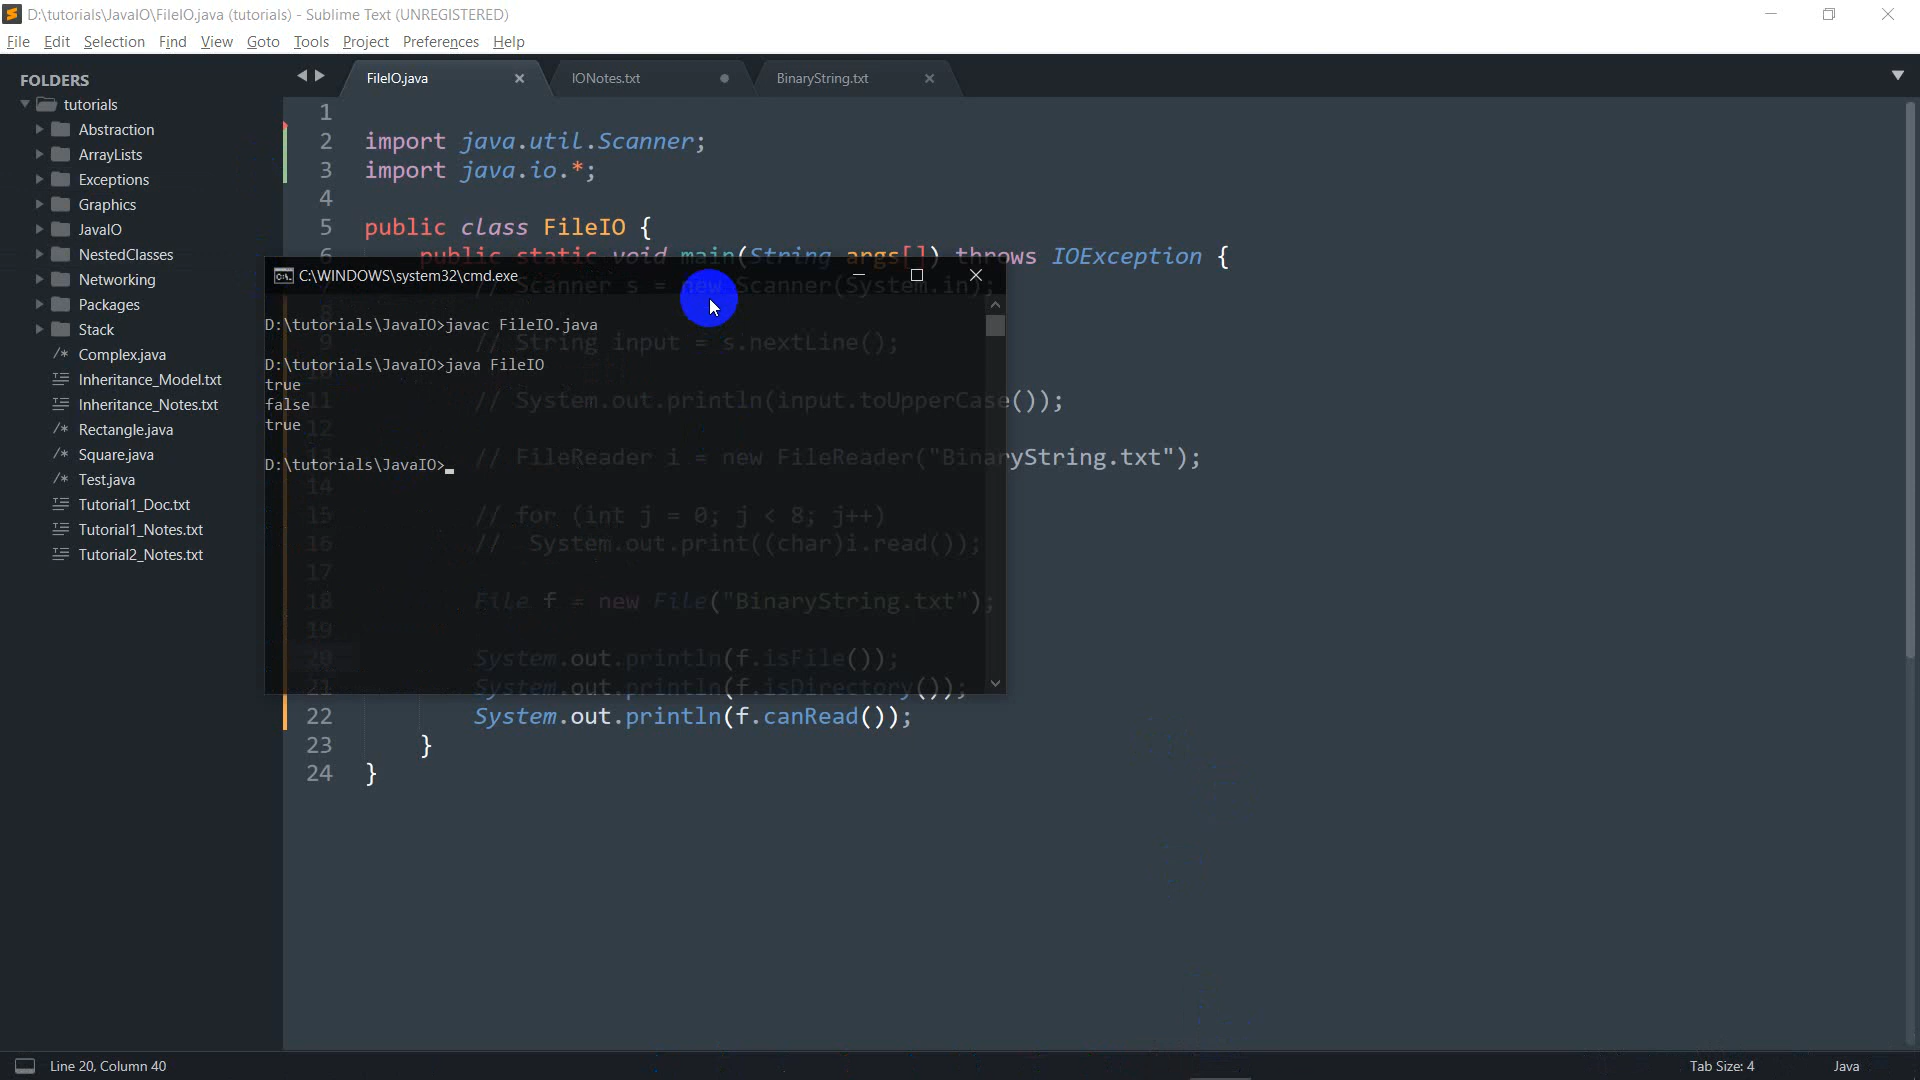 D:\tutorials\JavaIO\FileIO.java (tutorials) - Sublime Text (UNREGISTERED)
File Edit Selection Find View Goto Tools Project Preferences Help
FOLDERS
tutorials
Abstraction
ArrayLists
Exceptions
Graphics
JavaIO
NestedClasses
Networking
Packages
Stack
Complex.java
Inheritance_Model.txt
Inheritance_Notes.txt
Rectangle.java
Square.java
Test.java
Tutorial1_Doc.txt
Tutorial1_Notes.txt
Tutorial2_Notes.txt
FileIO.java IONotes.txt BinaryString.txt
1
2 import java.util.Scanner;
3 import java.io.*;
4
5 public class FileIO {
6 public static void main(String args[]) throws IOException {
// Scanner s = new Scanner(System.in);
// String input = s.nextLine();
11 // System.out.println(input.toUpperCase());
12
// FileReader i = new FileReader("BinaryString.txt");
14
15 // for (int j = 0; j < 8; j++)
16 // System.out.print((char)i.read());
17
18 File f = new File("BinaryString.txt");
19
20 System.out.println(f.isFile());
21 System.out.println(f.isDirectory());
22 System.out.println(f.canRead());
23 }
24 }
C:\WINDOWS\system32\cmd.exe
D:\tutorials\JavaIO>javac FileIO.java
D:\tutorials\JavaIO>java FileIO
true
false
true
D:\tutorials\JavaIO>
Line 20, Column 40
Tab Size: 4
Java